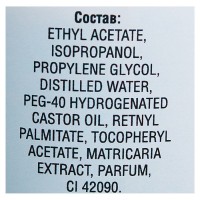 Состав:
ETHYL ACETATE,
ISOPROPANOL,
PROPYLENE GLYCOL,
DISTILLED WATER,
PEG-40 HYDROGENATED
CASTOR OIL, RETNYL
PALMITATE, TOCOPHERYL
ACETATE, MATRICARIA
EXTRACT, PARFUM,
CI 42090.